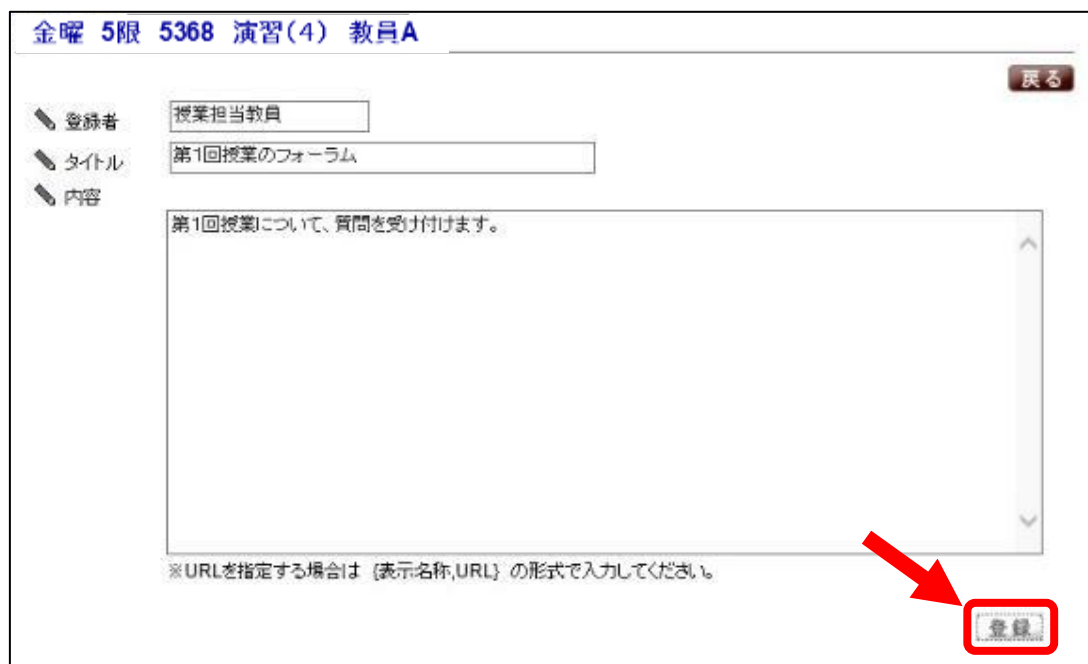 金曜 5限 5368 演習(4) 教員A
戻る
登録者 授業担当教員
タイトル 第1回授業のフォーラム
内容
第1回授業について、質問を受け付けます。
※URLを指定する場合は {表示名称,URL} の形式で入力してください。
登録